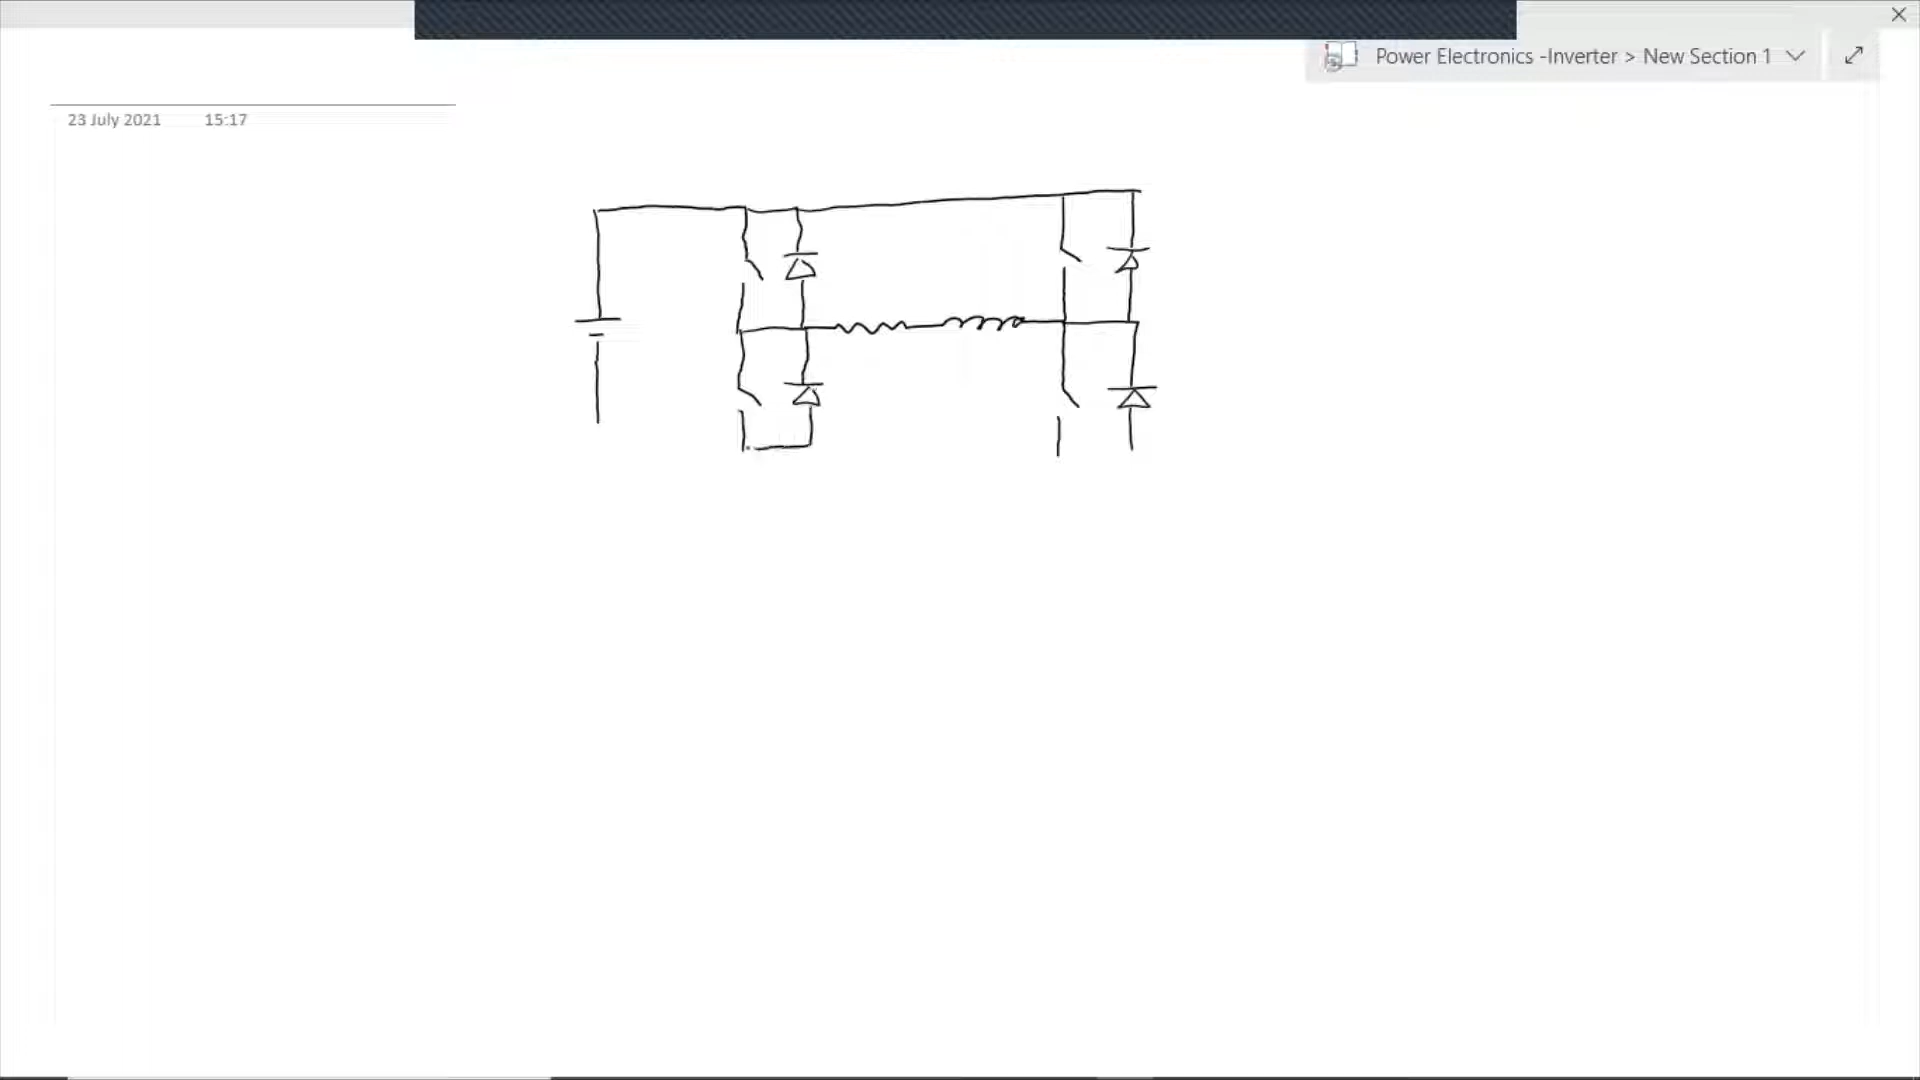 Power Electronics -Inverter > New Section 1
23 July 2021 15:17